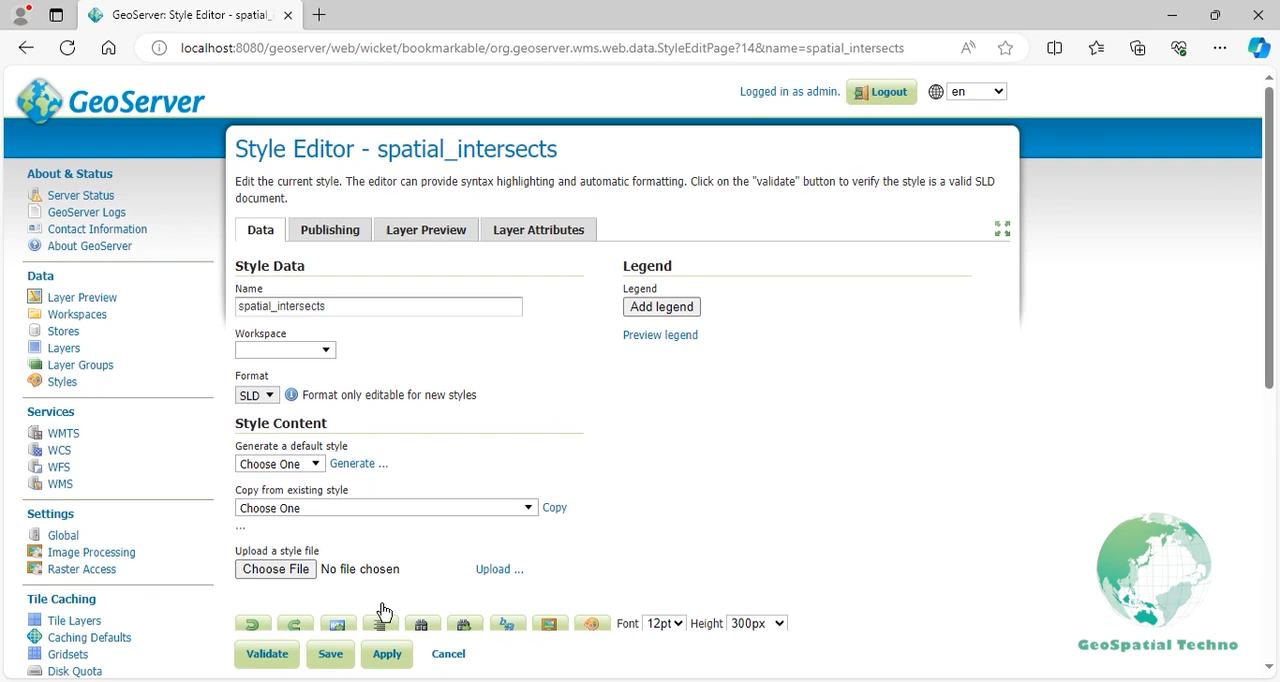 GeoServer: Style Editor - spatial_
localhost:8080/geoserver/web/wicket/bookmarkable/org.geoserver.wms.web.data.StyleEditPage?14&name=spatial_intersects
GeoServer
Logged in as admin.
Logout
en
About & Status
Server Status
GeoServer Logs
Contact Information
About GeoServer
Data
Layer Preview
Workspaces
Stores
Layers
Layer Groups
Styles
Services
WMTS
WCS
WFS
WMS
Settings
Global
Image Processing
Raster Access
Tile Caching
Tile Layers
Caching Defaults
Gridsets
Disk Quota
Style Editor - spatial_intersects
Edit the current style. The editor can provide syntax highlighting and automatic formatting. Click on the "validate" button to verify the style is a valid SLD
document.
Data Publishing Layer Preview Layer Attributes
Style Data
Name
spatial_intersects
Workspace
Format
SLD Format only editable for new styles
Style Content
Generate a default style
Choose One Generate ...
Copy from existing style
Choose One Copy
...
Upload a style file
Choose File No file chosen Upload ...
Font 12pt Height 300px
Validate Save Apply Cancel
Legend
Legend
Add legend
Preview legend
GeoSpatial Techno